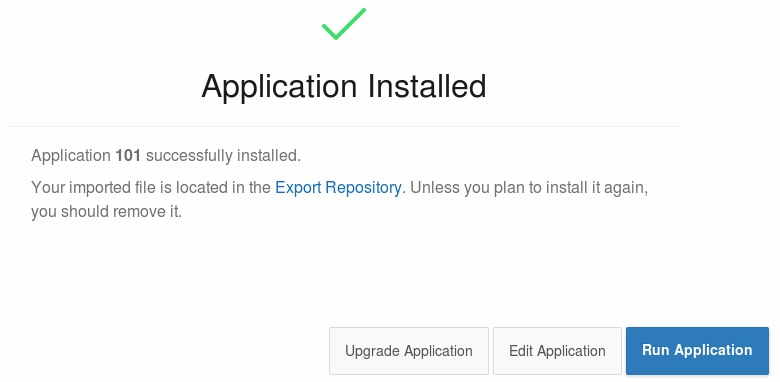 Application Installed
Application 101 successfully installed.
Your imported file is located in the Export Repository. Unless you plan to install it again,
you should remove it.
Upgrade Application
Edit Application
Run Application